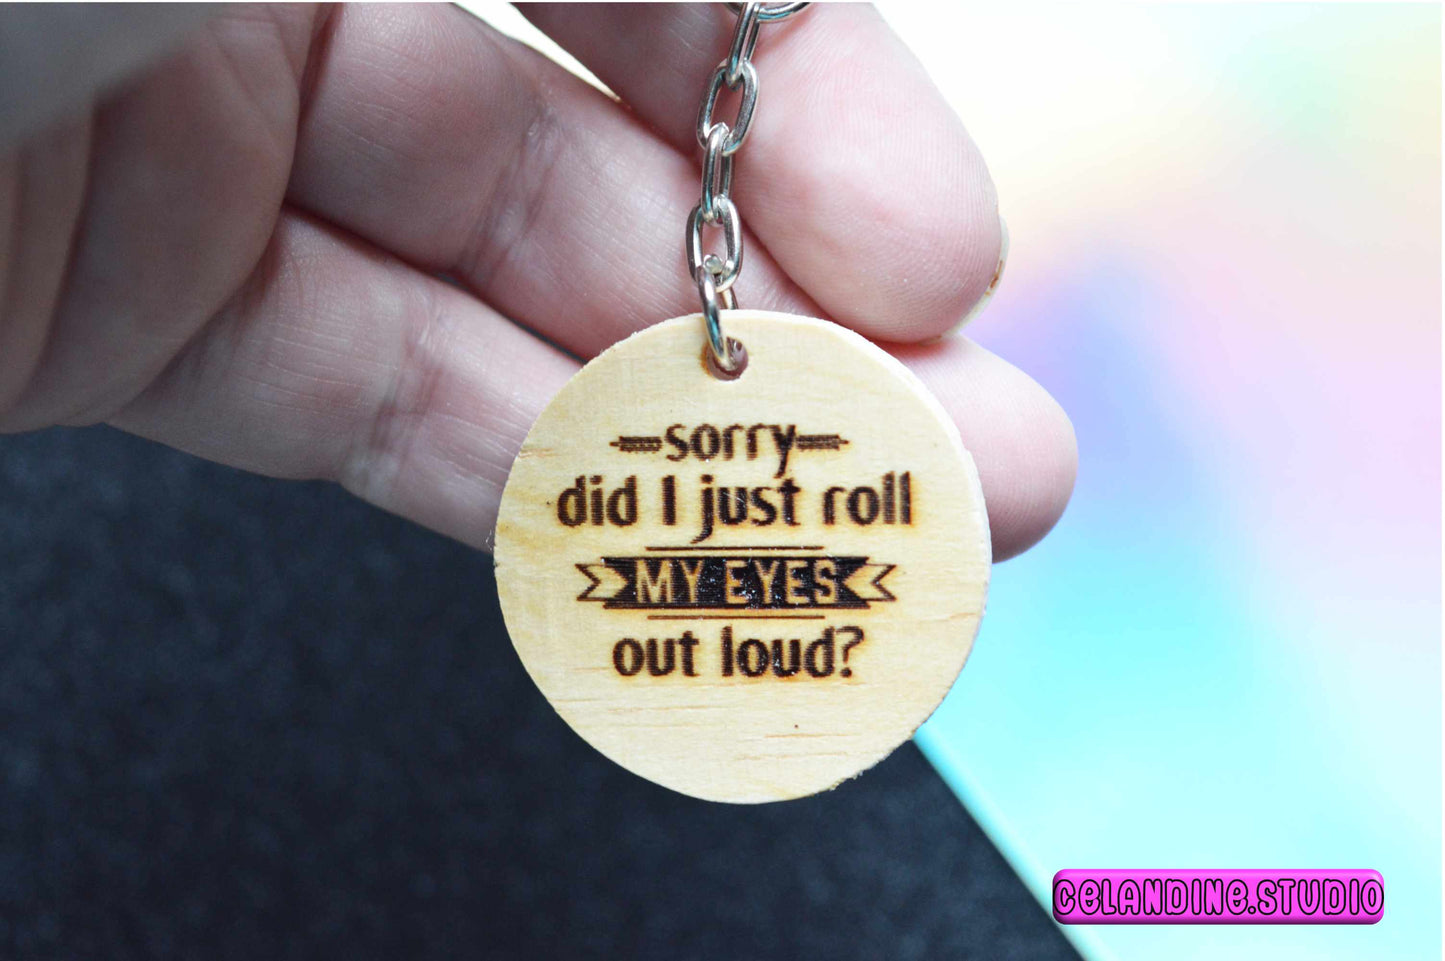 sorry
did I just roll
MY EYES
out loud?
CELANDINE.STUDIO